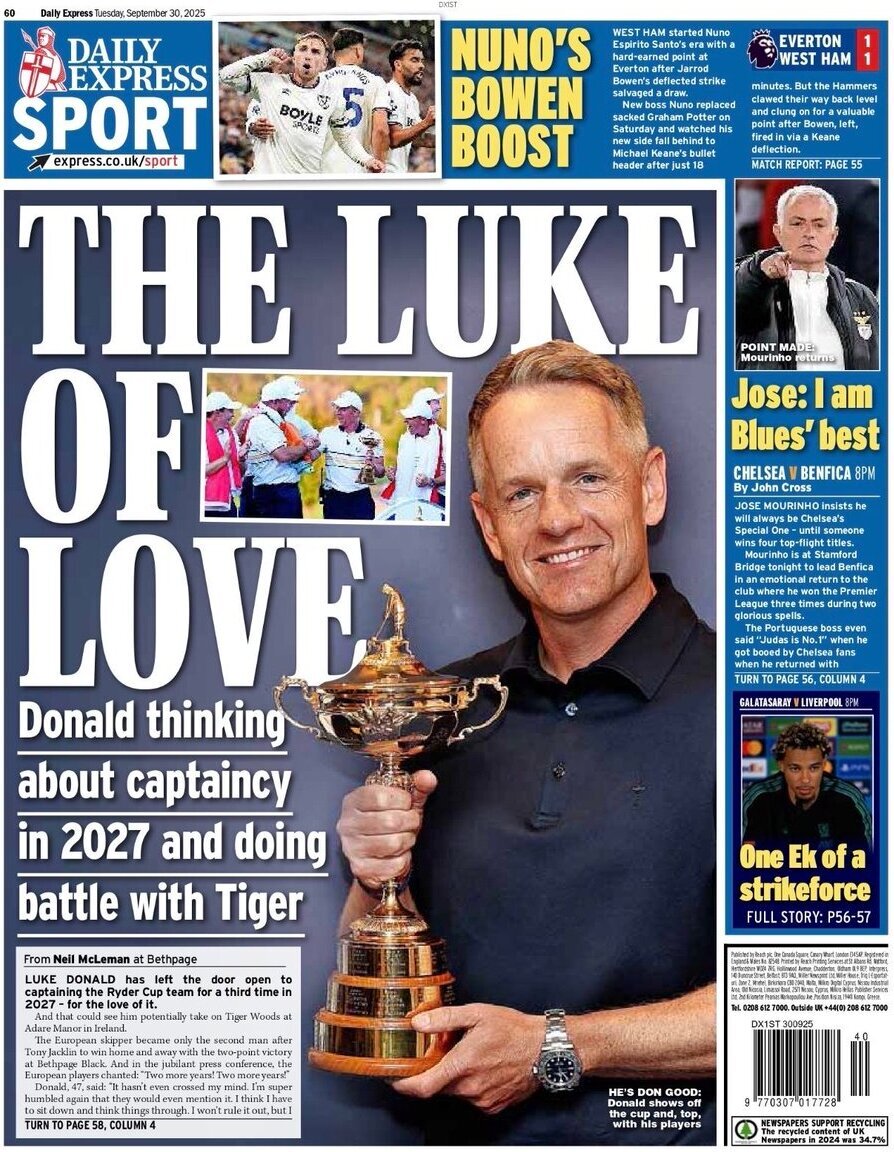 DX1ST
60 Daily Express Tuesday, September 30, 2025
DAILY
EXPRESS
SPORT
express.co.uk/sport
BOYLE
SPORTS
5
NUNO'S
BOWEN
BOOST
WEST HAM started Nuno
Espirito Santo's era with a
hard-earned point at
Everton after Jarrod
Bowen's deflected strike
salvaged a draw.
New boss Nuno replaced
sacked Graham Potter on
Saturday and watched his
new side fall behind to
Michael Keane's bullet
header after just 18
EVERTON 1
WEST HAM 1
minutes. But the Hammers
clawed their way back level
and clung on for a valuable
point after Bowen, left,
fired in via a Keane
deflection.
MATCH REPORT: PAGE 55
THE LUKE
OF
LOVE
Donald thinking
about captaincy
in 2027 and doing
battle with Tiger
From Neil McLeman at Bethpage
LUKE DONALD has left the door open to
captaining the Ryder Cup team for a third time in
2027 – for the love of it.
And that could see him potentially take on Tiger Woods at
Adare Manor in Ireland.
The European skipper became only the second man after
Tony Jacklin to win home and away with the two-point victory
at Bethpage Black. And in the jubilant press conference, the
European players chanted: "Two more years! Two more years!"
Donald, 47, said: "It hasn't even crossed my mind. I'm super
humbled again that they would even mention it. I think I have
to sit down and think things through. I won't rule it out, but I
TURN TO PAGE 58, COLUMN 4
HE'S DON GOOD:
Donald shows off
the cup and, top,
with his players
POINT MADE:
Mourinho returns
Jose: I am
Blues' best
CHELSEA V BENFICA 8PM
By John Cross
JOSE MOURINHO insists he
will always be Chelsea's
Special One – until someone
wins four top-flight titles.
Mourinho is at Stamford
Bridge tonight to lead Benfica
in an emotional return to the
club where he won the Premier
League three times during two
glorious spells.
The Portuguese boss even
said "Judas is No.1" when he
got booed by Chelsea fans
when he returned with
TURN TO PAGE 56, COLUMN 4
GALATASARAY V LIVERPOOL 8PM
One Ek of a
strikeforce
FULL STORY: P56-57
Tel. 0208 612 7000. Outside UK +44(0) 208 612 7000
DX1ST 300925
40
9 770307 017728
NEWSPAPERS SUPPORT RECYCLING
The recycled content of UK
Newspapers in 2024 was 34.7%